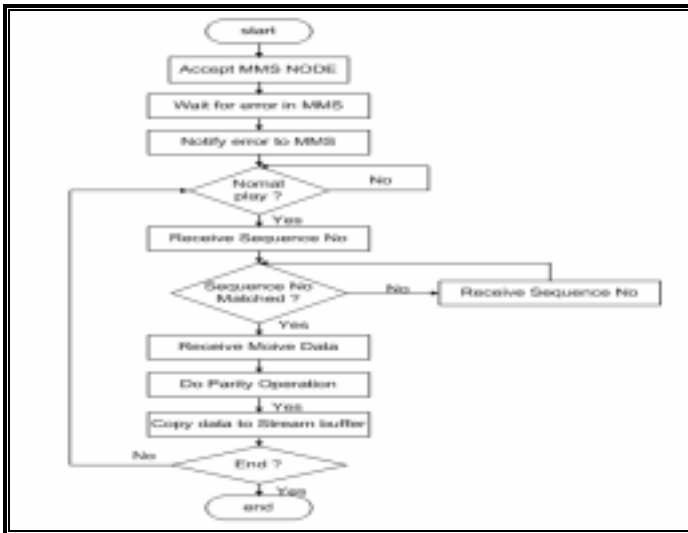 start
Accept MMS NODE
Wait for error in MMS
Notify error to MMS
Nomal
play ?
No
Yes
Receive Sequence No
Sequence No
Matched ?
No
Receive Sequence No
Yes
Receive Moive Data
Do Parity Operation
Yes
Copy data to Stream buffer
No
End ?
Yes
end